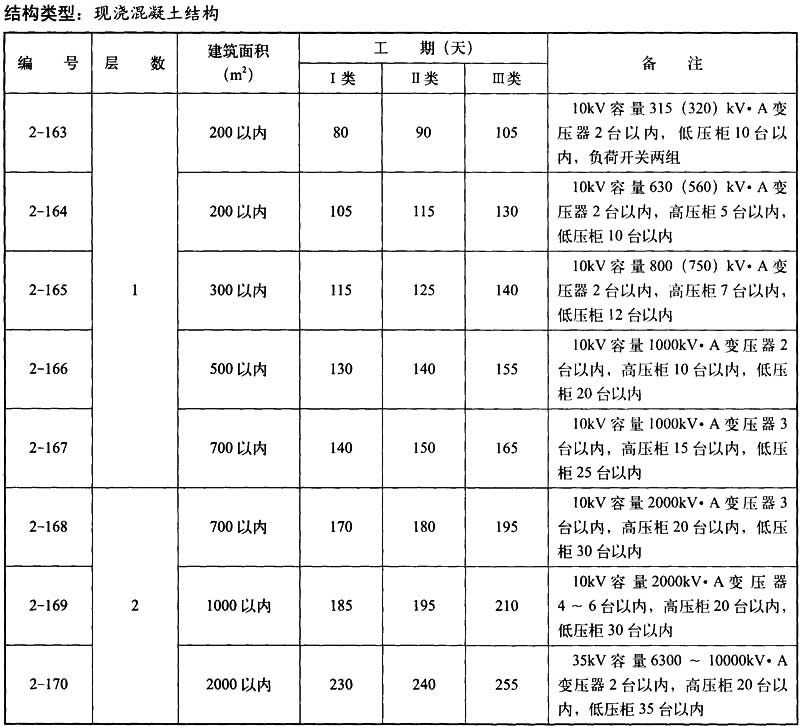 结构类型：现浇混凝土结构
编 号 层 数 建筑面积（m²） 工 期（天） 备 注
Ⅰ类 Ⅱ类 Ⅲ类
2-163 1 200以内 80 90 105 10kV容量315（320）kV·A变
压器2台以内，低压柜10台以
内，负荷开关两组
2-164 200以内 105 115 130 10kV容量630（560）kV·A变
压器2台以内，高压柜5台以内，
低压柜10台以内
2-165 300以内 115 125 140 10kV容量800（750）kV·A变
压器2台以内，高压柜7台以内，
低压柜12台以内
2-166 500以内 130 140 155 10kV容量1000kV·A变压器2
台以内，高压柜10台以内，低压
柜20台以内
2-167 700以内 140 150 165 10kV容量1000kV·A变压器3
台以内，高压柜15台以内，低压
柜25台以内
2-168 2 700以内 170 180 195 10kV容量2000kV·A变压器3
台以内，高压柜20台以内，低压
柜30台以内
2-169 1000以内 185 195 210 10kV容量2000kV·A变压器
4～6台以内，高压柜20台以内，
低压柜30台以内
2-170 2000以内 230 240 255 35kV容量6300～10000kV·A
变压器2台以内，高压柜20台以
内，低压柜35台以内